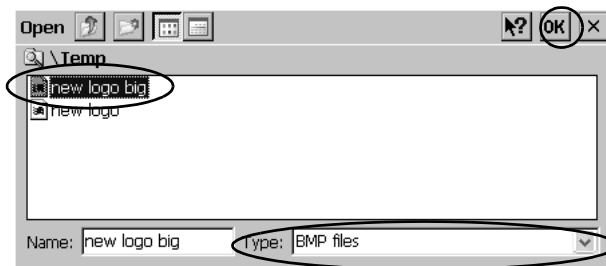 Open ? OK ×
\Temp
new logo big
new logo
Name: new logo big Type: BMP files